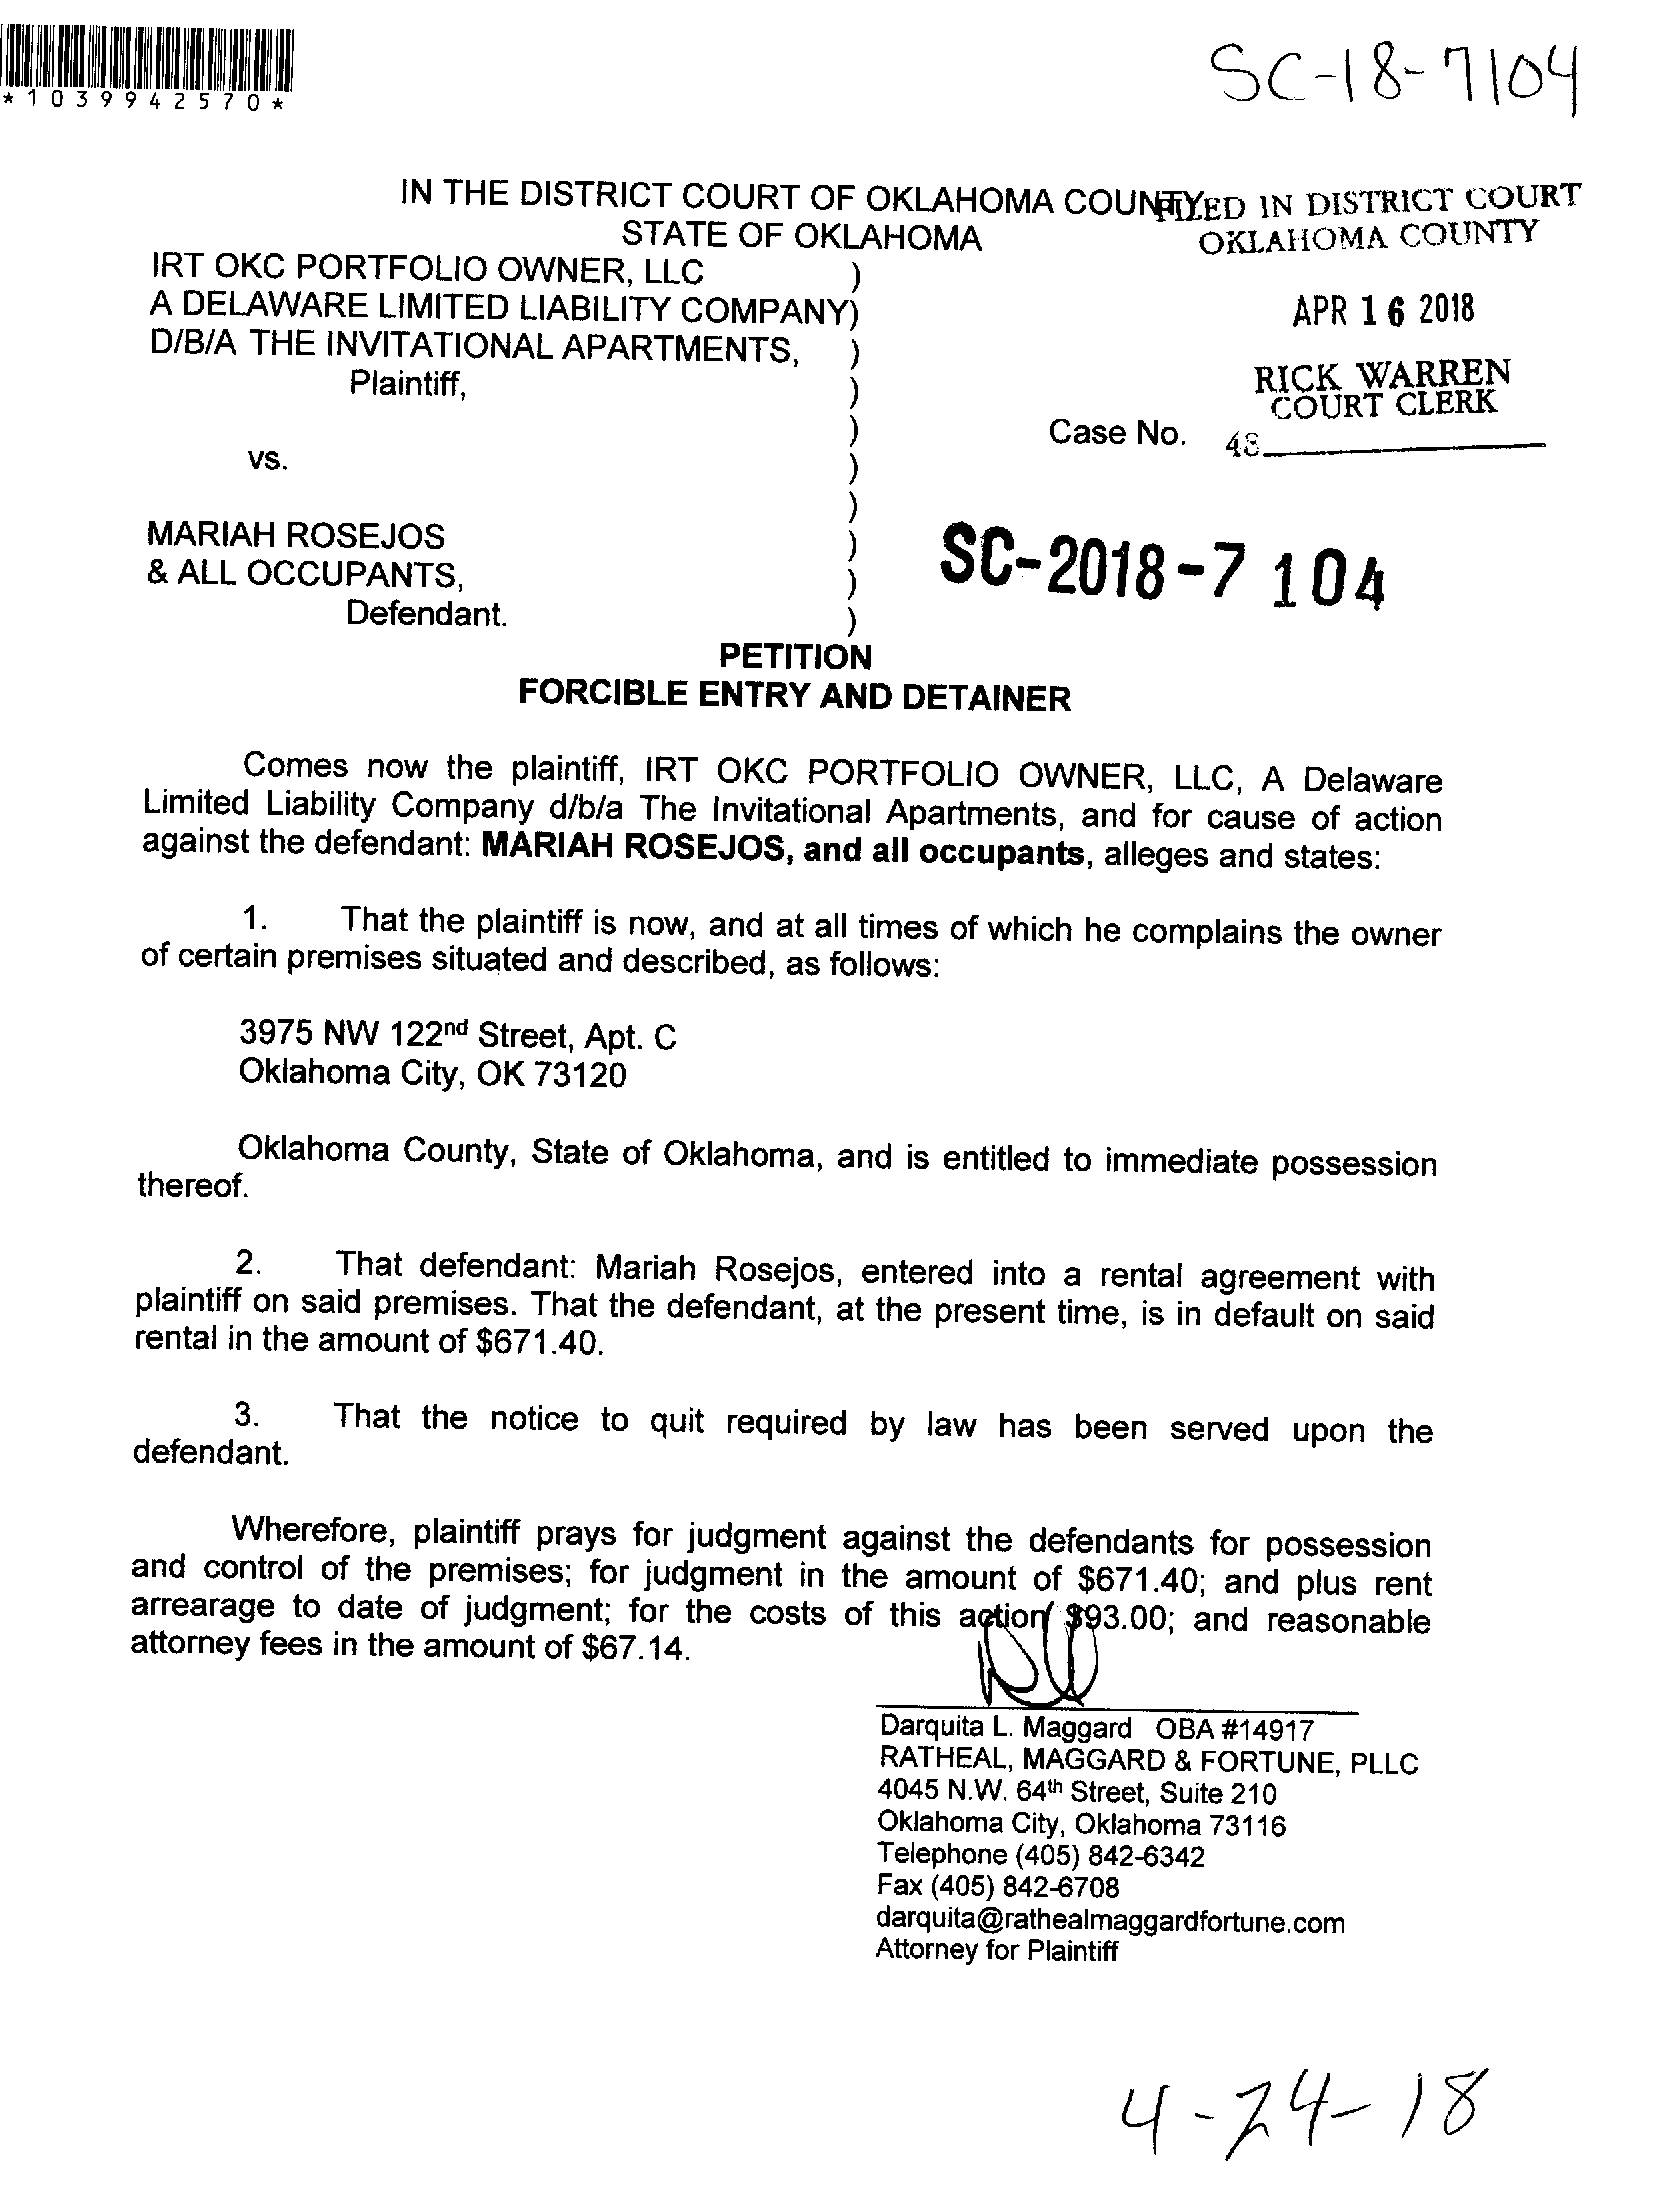 *1039942570*
SC-18-7104
IN THE DISTRICT COURT OF OKLAHOMA COUNTY
FILED IN DISTRICT COURT
STATE OF OKLAHOMA
OKLAHOMA COUNTY
IRT OKC PORTFOLIO OWNER, LLC )
A DELAWARE LIMITED LIABILITY COMPANY)
APR 16 2018
D/B/A THE INVITATIONAL APARTMENTS, )
Plaintiff, )
RICK WARREN
COURT CLERK
) Case No.
48
vs. )
)
MARIAH ROSEJOS )
& ALL OCCUPANTS, )
SC-2018-7104
Defendant. )
PETITION
FORCIBLE ENTRY AND DETAINER
Comes now the plaintiff, IRT OKC PORTFOLIO OWNER, LLC, A Delaware
Limited Liability Company d/b/a The Invitational Apartments, and for cause of action
against the defendant: MARIAH ROSEJOS, and all occupants, alleges and states:
1. That the plaintiff is now, and at all times of which he complains the owner
of certain premises situated and described, as follows:
3975 NW 122nd Street, Apt. C
Oklahoma City, OK 73120
Oklahoma County, State of Oklahoma, and is entitled to immediate possession
thereof.
2. That defendant: Mariah Rosejos, entered into a rental agreement with
plaintiff on said premises. That the defendant, at the present time, is in default on said
rental in the amount of $671.40.
3. That the notice to quit required by law has been served upon the
defendant.
Wherefore, plaintiff prays for judgment against the defendants for possession
and control of the premises; for judgment in the amount of $671.40; and plus rent
arrearage to date of judgment; for the costs of this action $93.00; and reasonable
attorney fees in the amount of $67.14.
Darquita L. Maggard OBA #14917
RATHEAL, MAGGARD & FORTUNE, PLLC
4045 N.W. 64th Street, Suite 210
Oklahoma City, Oklahoma 73116
Telephone (405) 842-6342
Fax (405) 842-6708
darquita@rathealmaggardfortune.com
Attorney for Plaintiff
4-24-18